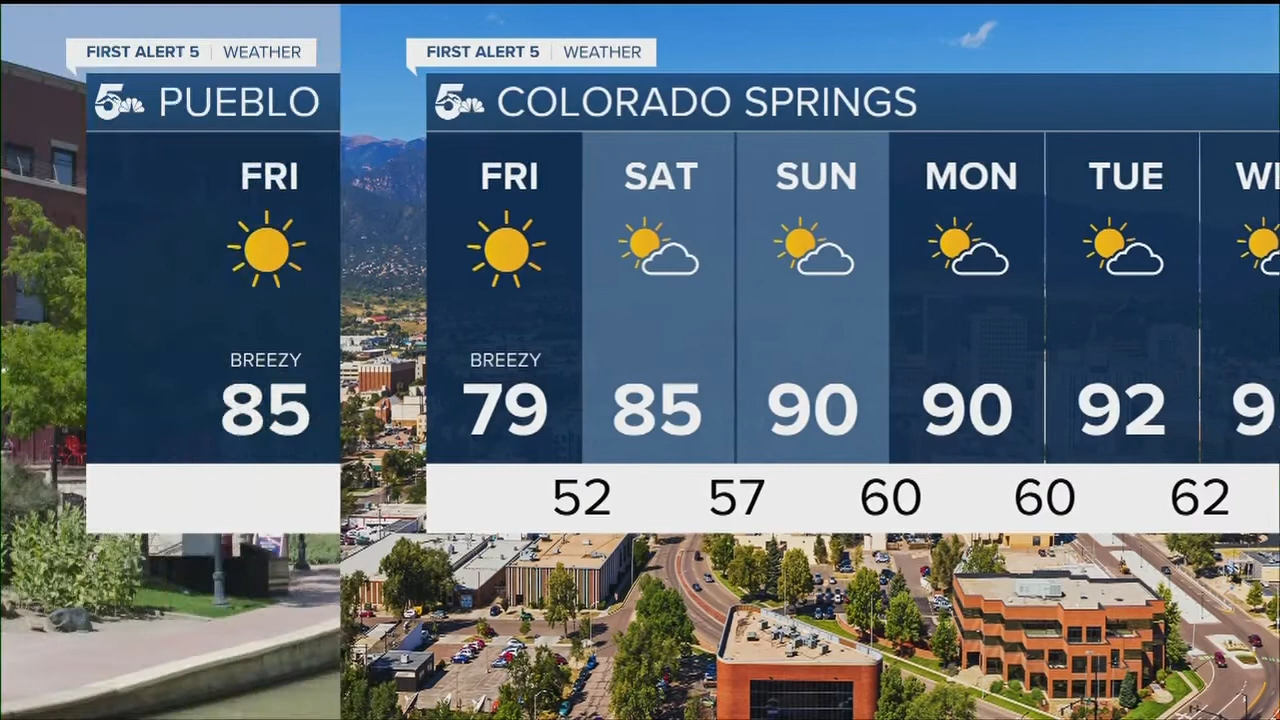 FIRST ALERT 5 | WEATHER
5 PUEBLO
FRI
BREEZY
85
FIRST ALERT 5 | WEATHER
5 COLORADO SPRINGS
FRI SAT SUN MON TUE
BREEZY
79 85 90 90 92
52 57 60 60 62